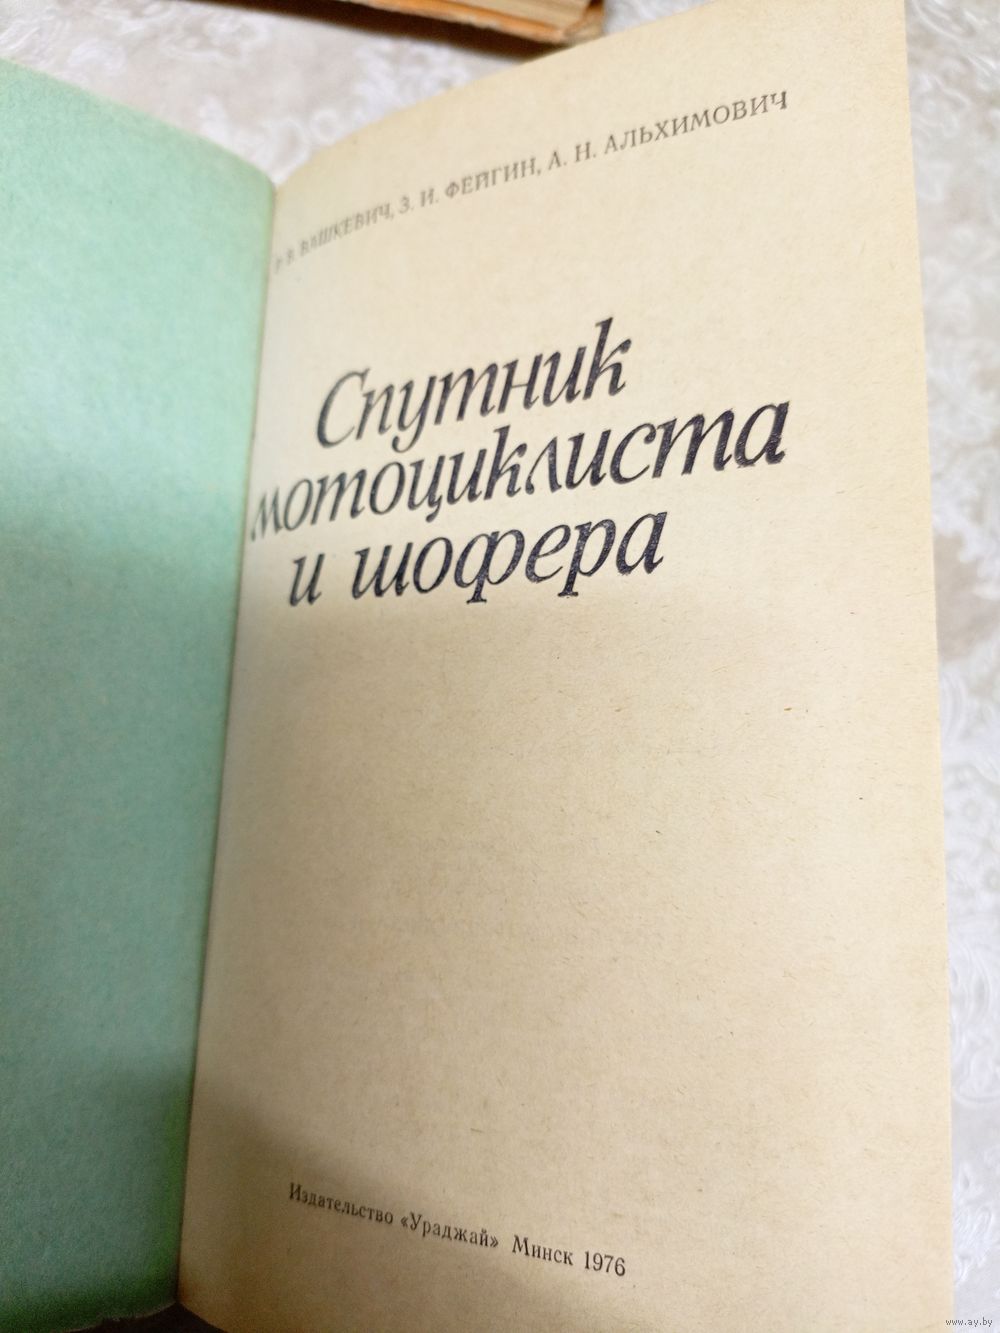 Р. В. ВАШКЕВИЧ, З. И. ФЕЙГИН, А. Н. АЛЬХИМОВИЧ
Спутник
мотоциклиста
и шофера
Издательство «Ураджай» Минск 1976
www.ay.by